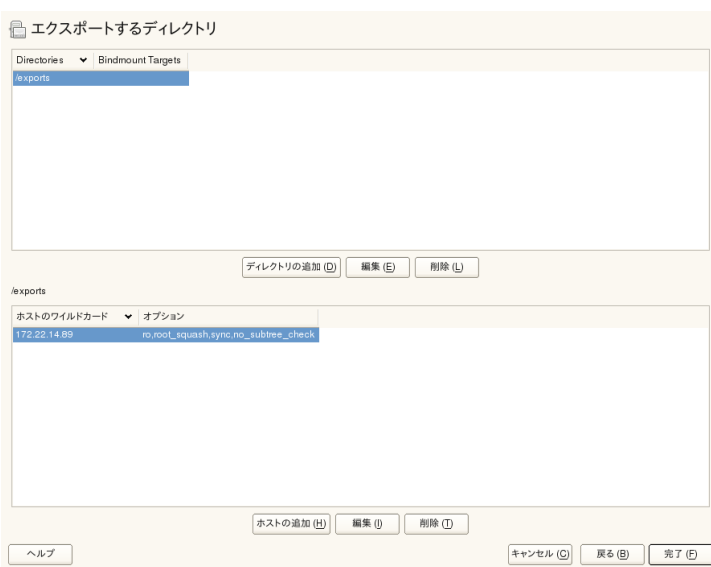 エクスポートするディレクトリ
Directories Bindmount Targets
/exports
ディレクトリの追加 (D) 編集 (E) 削除 (L)
/exports
ホストのワイルドカード オプション
172.22.14.89 ro,root_squash,sync,no_subtree_check
ホストの追加 (H) 編集 (I) 削除 (T)
ヘルプ キャンセル (C) 戻る (B) 完了 (F)